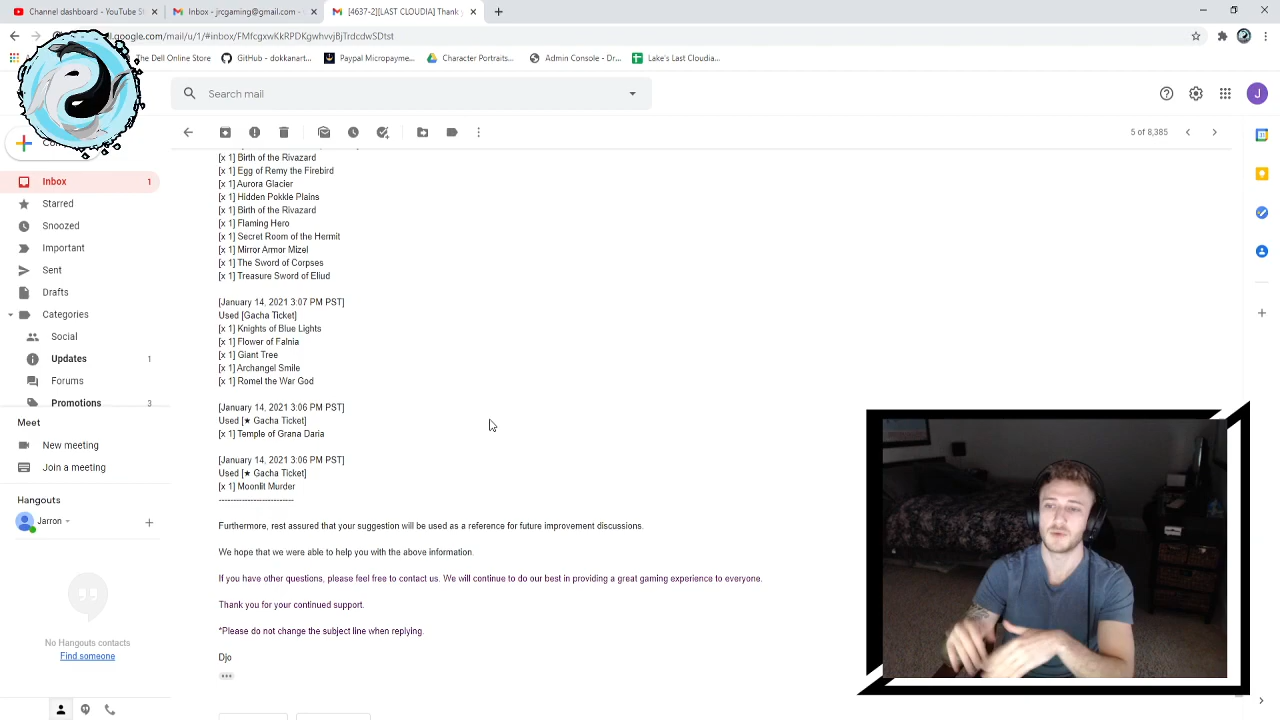 Channel dashboard - YouTube St
Inbox - jrcgaming@gmail.com -
[4637-2][LAST CLOUDIA] Thank
.google.com/mail/u/1/#inbox/FMfcgxwKkRPDKgwhvvjBjTrdcdwSDtst
The Dell Online Store
GitHub - dokkanart...
Paypal Micropayme...
Character Portraits...
Admin Console - Dr...
Lake's Last Cloudia...
Search mail
J
5 of 8,385
Inbox 1
Starred
Snoozed
Important
Sent
Drafts
Categories
Social
Updates 1
Forums
Promotions 3
Meet
New meeting
Join a meeting
Hangouts
Jarron
No Hangouts contacts
Find someone
[x 1] Birth of the Rivazard
[x 1] Egg of Remy the Firebird
[x 1] Aurora Glacier
[x 1] Hidden Pokkle Plains
[x 1] Birth of the Rivazard
[x 1] Flaming Hero
[x 1] Secret Room of the Hermit
[x 1] Mirror Armor Mizel
[x 1] The Sword of Corpses
[x 1] Treasure Sword of Eliud
[January 14, 2021 3:07 PM PST]
Used [Gacha Ticket]
[x 1] Knights of Blue Lights
[x 1] Flower of Falnia
[x 1] Giant Tree
[x 1] Archangel Smile
[x 1] Romel the War God
[January 14, 2021 3:06 PM PST]
Used [★ Gacha Ticket]
[x 1] Temple of Grana Daria
[January 14, 2021 3:06 PM PST]
Used [★ Gacha Ticket]
[x 1] Moonlit Murder
-------------------------
Furthermore, rest assured that your suggestion will be used as a reference for future improvement discussions.
We hope that we were able to help you with the above information.
If you have other questions, please feel free to contact us. We will continue to do our best in providing a great gaming experience to everyone.
Thank you for your continued support.
*Please do not change the subject line when replying.
Djo